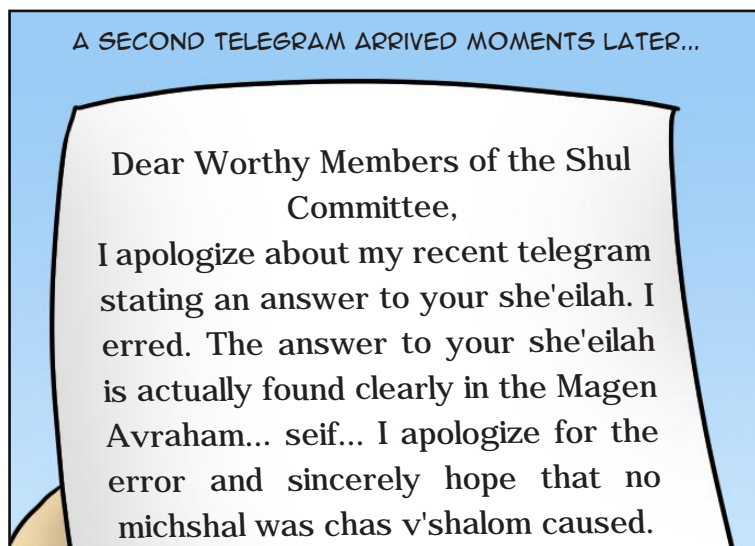 A SECOND TELEGRAM ARRIVED MOMENTS LATER...
Dear Worthy Members of the Shul
Committee,
I apologize about my recent telegram
stating an answer to your she'eilah. I
erred. The answer to your she'eilah
is actually found clearly in the Magen
Avraham... seif... I apologize for the
error and sincerely hope that no
michshal was chas v'shalom caused.